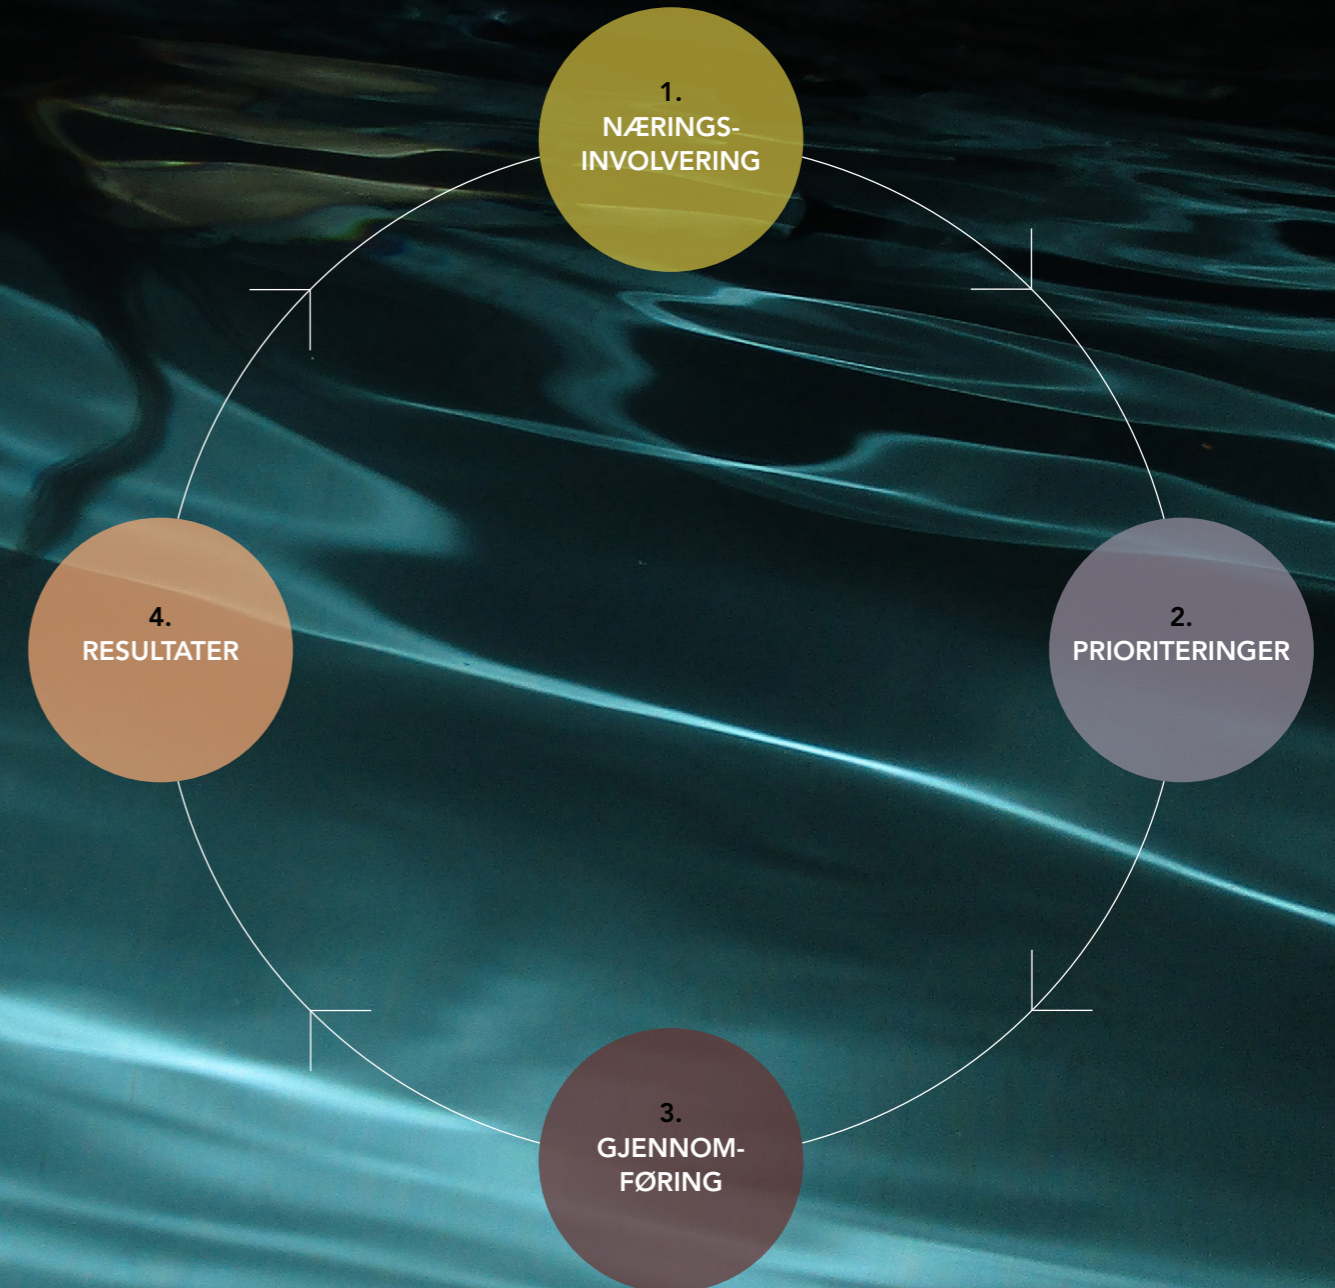 1.
NÆRINGS-
INVOLVERING
2.
PRIORITERINGER
3.
GJENNOM-
FØRING
4.
RESULTATER